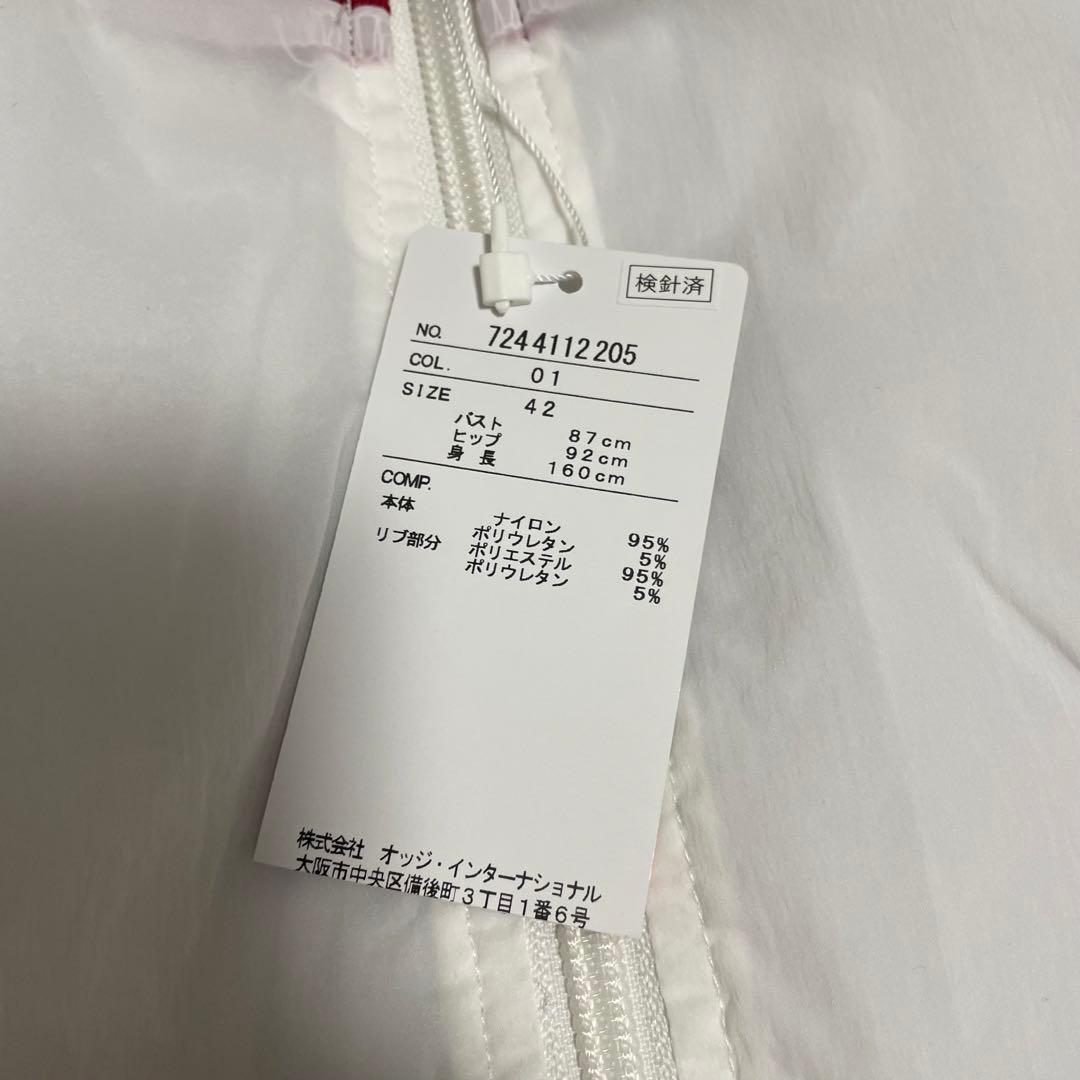 検針済
NO. 7244112205
COL. 01
SIZE 42
バスト 87cm
ヒップ 92cm
身長 160cm
COMP.
本体 ナイロン 95%
ポリウレタン 5%
リブ部分 ポリエステル 95%
ポリウレタン 5%
株式会社 オッジ・インターナショナル
大阪市中央区備後町3丁目1番6号